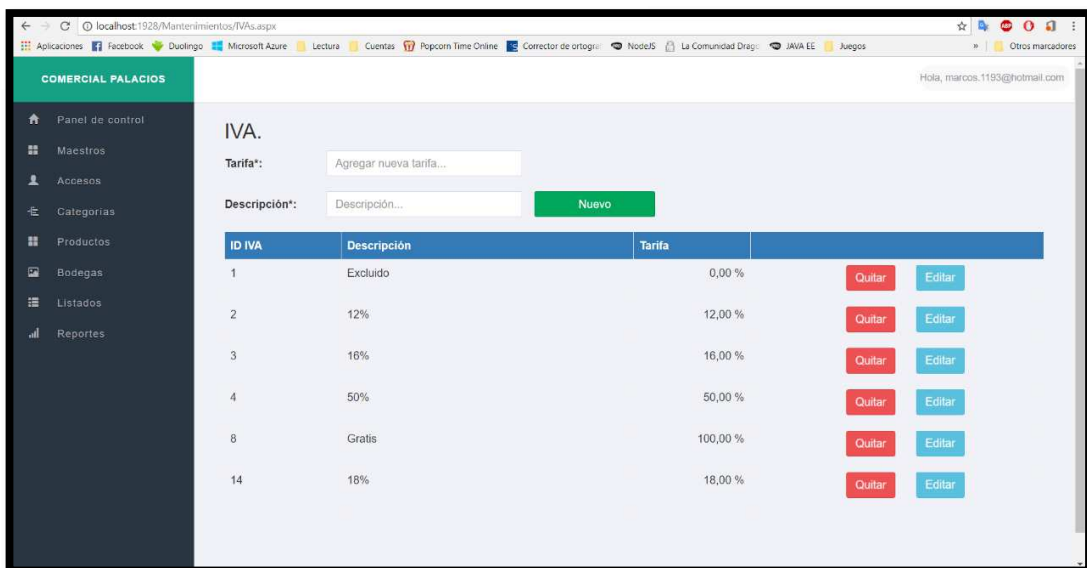 localhost:1928/Mantenimientos/IVAs.aspx
Aplicaciones Facebook Duolingo Microsoft Azure Lectura Cuentas Popcorn Time Online Corrector de ortogra NodeJS La Comunidad Drago JAVA EE Juegos » Otros marcadores
COMERCIAL PALACIOS
Hola, marcos.1193@hotmail.com
Panel de control
Maestros
Accesos
Categorias
Productos
Bodegas
Listados
Reportes
IVA.
Tarifa*: Agregar nueva tarifa...
Descripción*: Descripción... Nuevo
ID IVA Descripción Tarifa
1 Excluido 0,00 % Quitar Editar
2 12% 12,00 % Quitar Editar
3 16% 16,00 % Quitar Editar
4 50% 50,00 % Quitar Editar
8 Gratis 100,00 % Quitar Editar
14 18% 18,00 % Quitar Editar